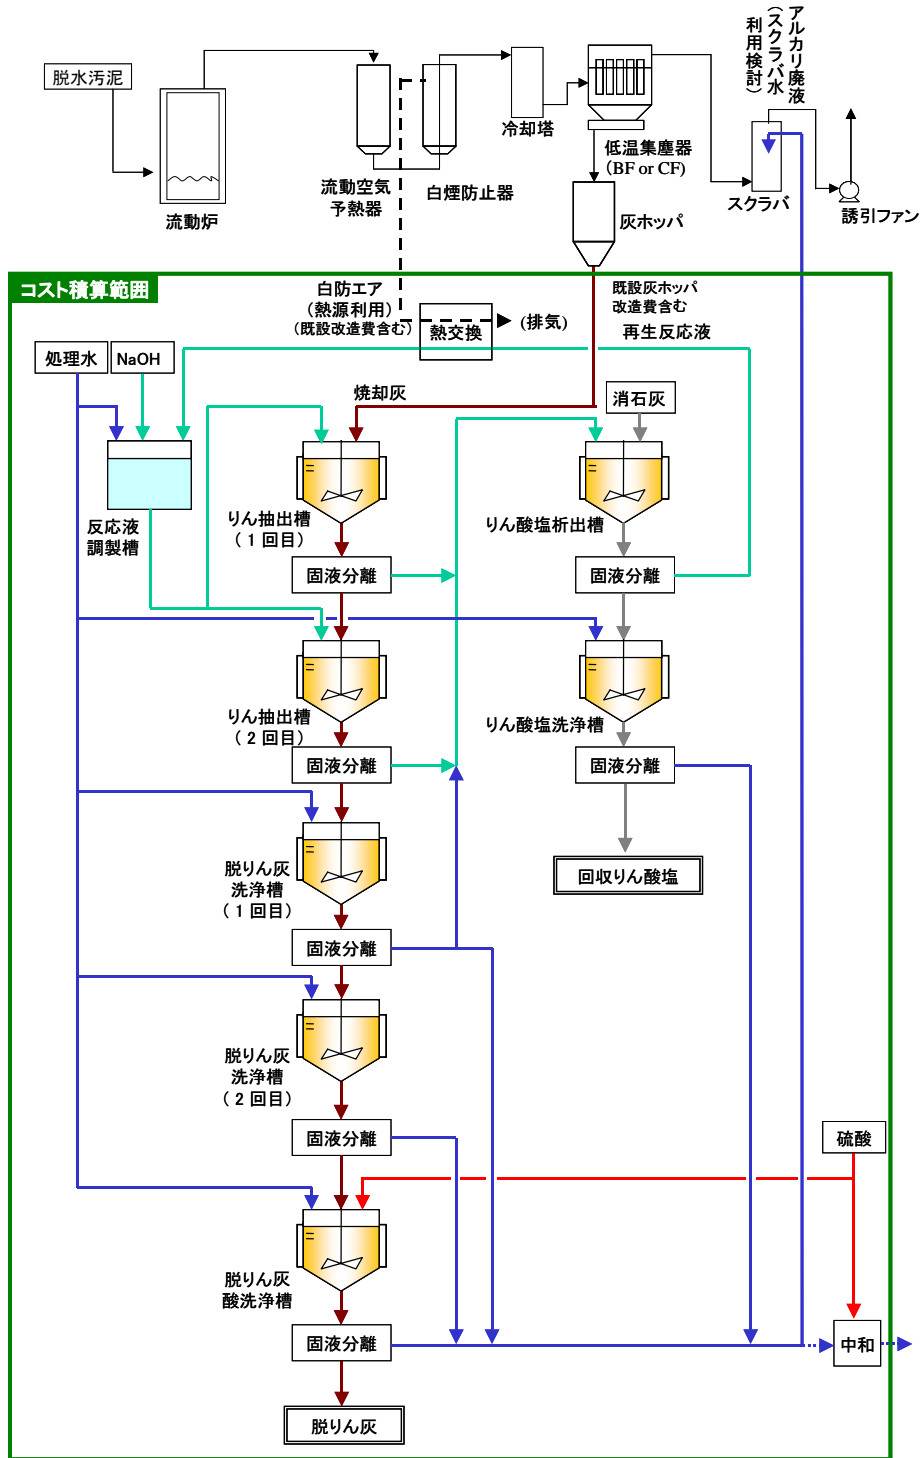 アルカリ廃液
(スクラバ水
利用検討)
脱水汚泥
流動炉
流動空気
予熱器
白煙防止器
冷却塔
低温集塵器
(BF or CF)
灰ホッパ
スクラバ
誘引ファン
コスト積算範囲
白防エア
(熱源利用)
(既設改造費含む)
熱交換
(排気)
既設灰ホッパ
改造費含む
再生反応液
処理水
NaOH
焼却灰
消石灰
反応液
調製槽
りん抽出槽
(1回目)
固液分離
りん酸塩析出槽
固液分離
りん抽出槽
(2回目)
固液分離
りん酸塩洗浄槽
固液分離
回収りん酸塩
脱りん灰
洗浄槽
(1回目)
固液分離
脱りん灰
洗浄槽
(2回目)
固液分離
硫酸
脱りん灰
酸洗浄槽
固液分離
中和
脱りん灰